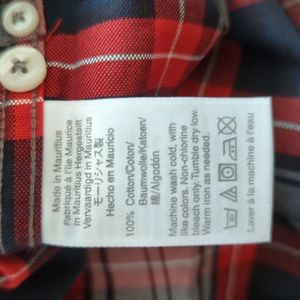 Made in Mauritius
Fabriqué à l'île Maurice
In Mauritius Hergestellt
Vervaardigd in Mauritius
モーリシャス製
Hecho en Mauricio
100% Cotton/Coton/
Baumwolle/Katoen/
綿/Algodón
Machine wash cold, with
like colors. Non-chlorine
bleach only. Tumble dry low.
Warm iron as needed.
Laver à la machine à l'eau